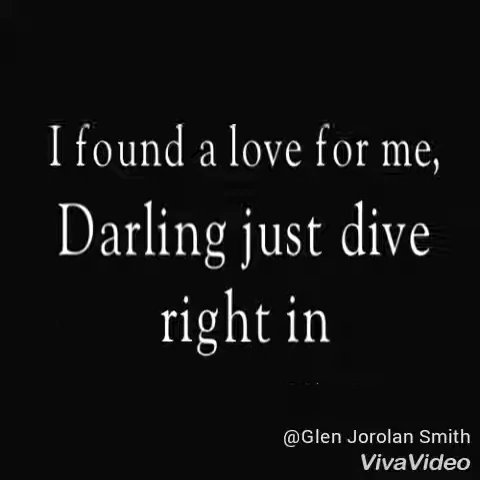 I found a love for me,
Darling just dive
right in
@Glen Jorolan Smith
VivaVideo